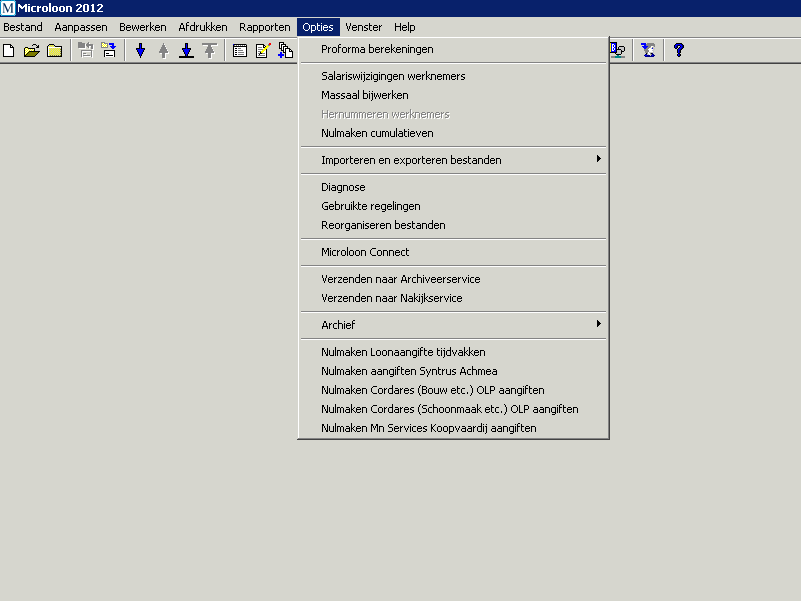 Microloon 2012
Bestand Aanpassen Bewerken Afdrukken Rapporten Opties Venster Help
Proforma berekeningen
Salariswijzigingen werknemers
Massaal bijwerken
Hernummeren werknemers
Nulmaken cumulatieven
Importeren en exporteren bestanden
Diagnose
Gebruikte regelingen
Reorganiseren bestanden
Microloon Connect
Verzenden naar Archiveerservice
Verzenden naar Nakijkservice
Archief
Nulmaken Loonaangifte tijdvakken
Nulmaken aangiften Syntrus Achmea
Nulmaken Cordares (Bouw etc.) OLP aangiften
Nulmaken Cordares (Schoonmaak etc.) OLP aangiften
Nulmaken Mn Services Koopvaardij aangiften